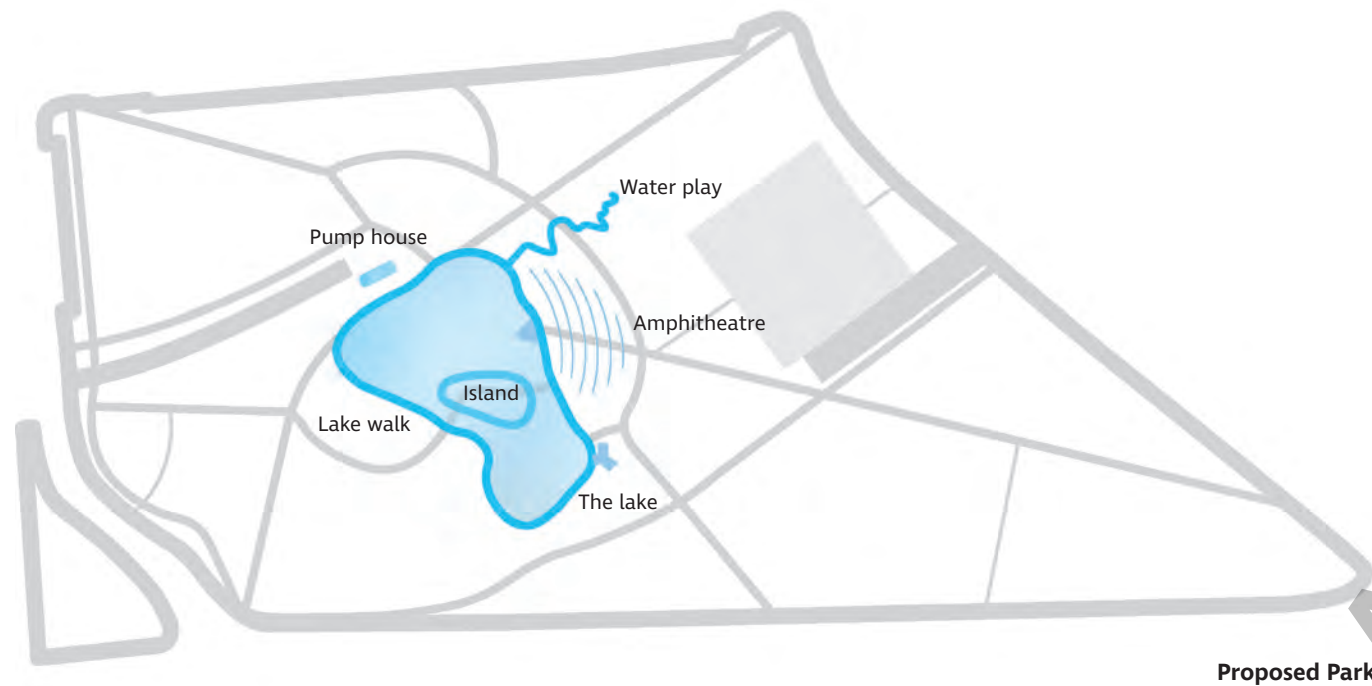 Water play
Pump house
Amphitheatre
Island
Lake walk
The lake
Proposed Park